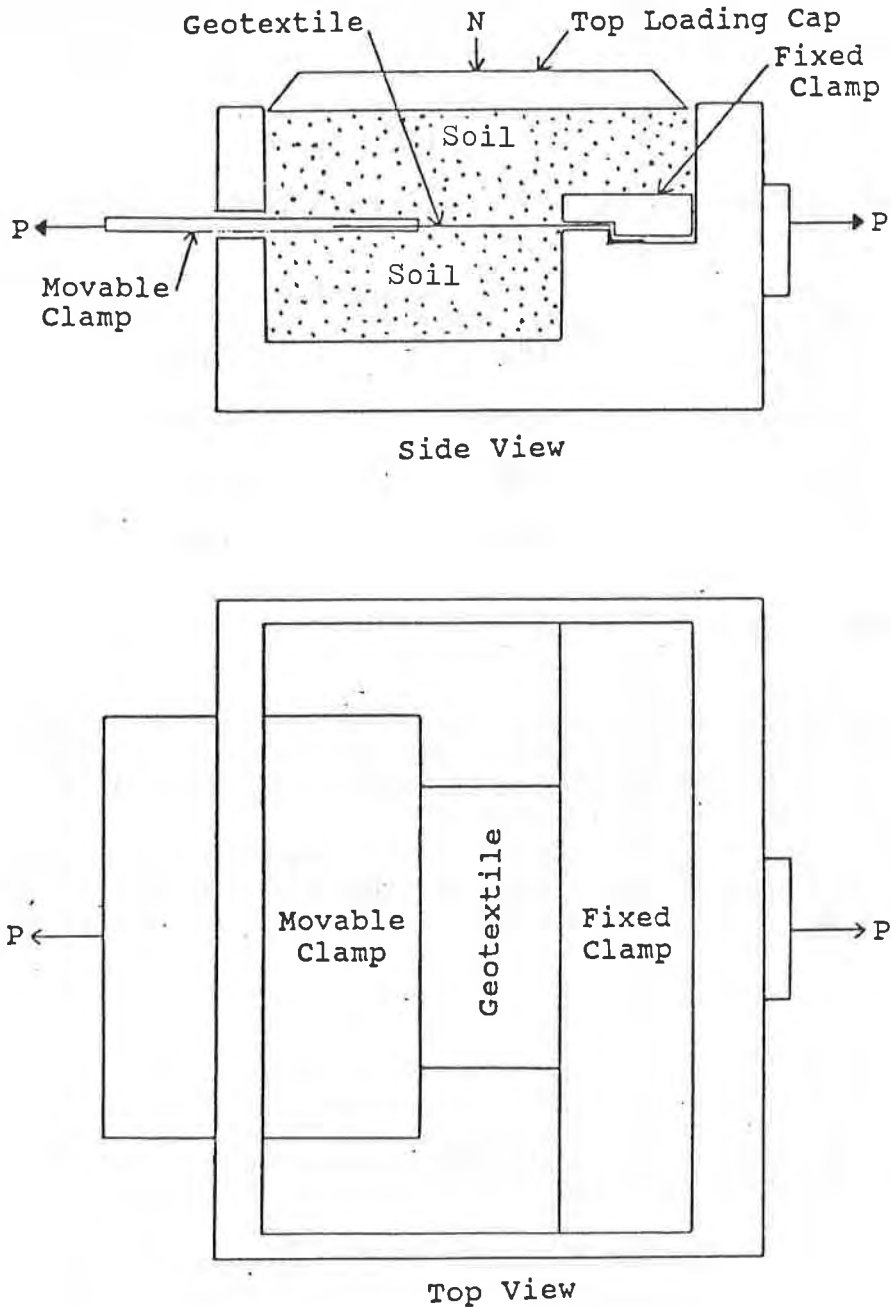 Geotextile
N
Top Loading Cap
Fixed
Clamp
Soil
P
P
Movable
Clamp
Soil
Side View
P
Movable
Clamp
Geotextile
Fixed
Clamp
P
Top View